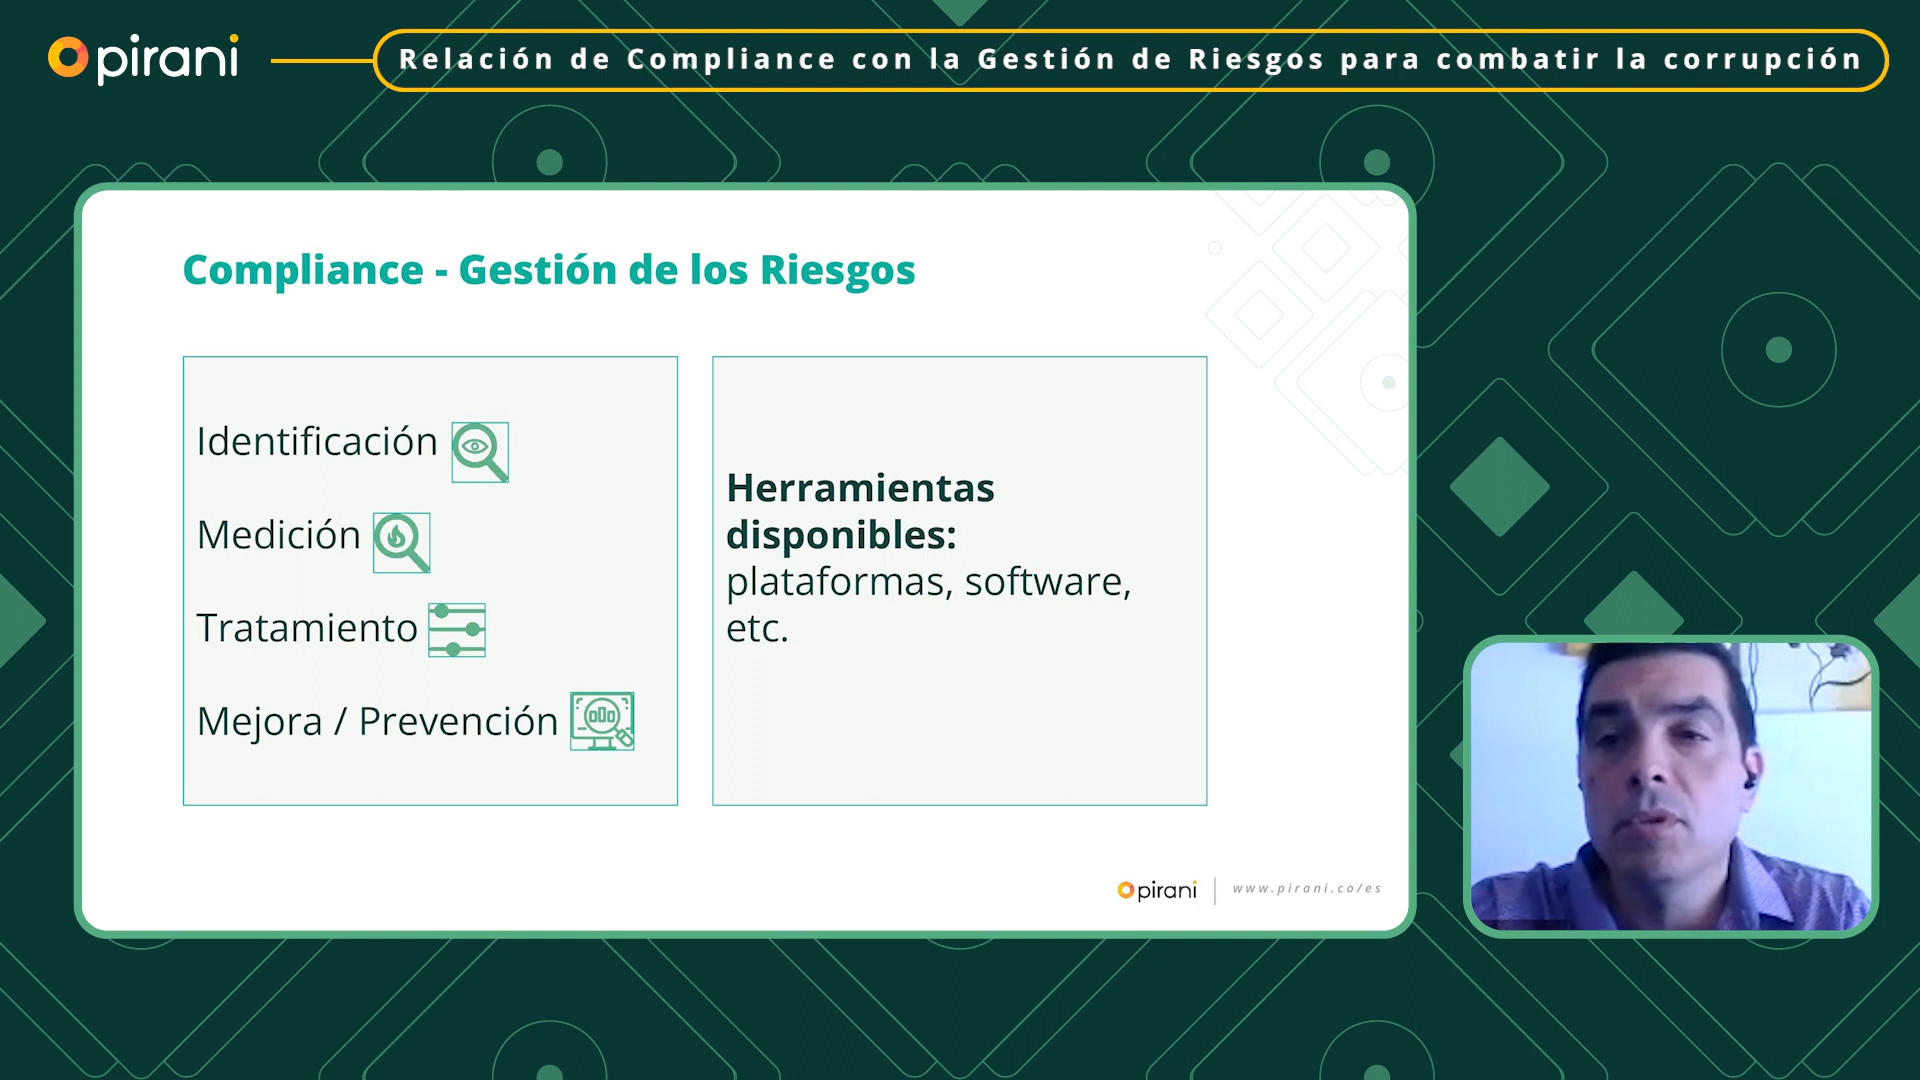 pirani
Relación de Compliance con la Gestión de Riesgos para combatir la corrupción
Compliance - Gestión de los Riesgos
Identificación
Medición
Tratamiento
Mejora / Prevención
Herramientas
disponibles:
plataformas, software,
etc.
pirani
www.pirani.co/es